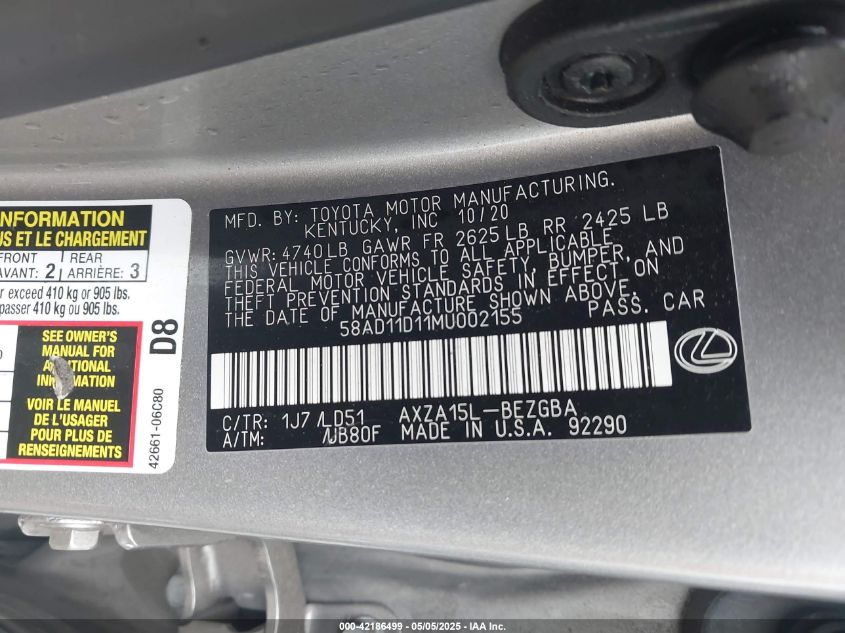 INFORMATION
US ET LE CHARGEMENT
FRONT
AVANT: 2
REAR
ARRIÈRE: 3
r exceed 410 kg or 905 lbs.
passer 410 kg ou 905 lbs.
SEE OWNER'S
MANUAL FOR
INFORMATION
VOIR LE MANUEL
DE L'USAGER
POUR PLUS DE
RENSEIGNEMENTS
D8
42661-06C80
MFD. BY: TOYOTA MOTOR MANUFACTURING.
KENTUCKY, INC 10/20
GVWR: 4740LB GAWR FR 2625 LB RR 2425 LB
THIS VEHICLE CONFORMS TO ALL APPLICABLE
FEDERAL MOTOR VEHICLE SAFETY, BUMPER, AND
THEFT PREVENTION STANDARDS IN EFFECT ON
THE DATE OF MANUFACTURE SHOWN ABOVE.
58AD11D11MU002155 PASS. CAR
C/TR: 1J7 /LD51 AXZA15L-BEZGBA
A/TM: /UB80F MADE IN U.S.A. 92290
000-42186499 - 05/05/2025 - IAA Inc.